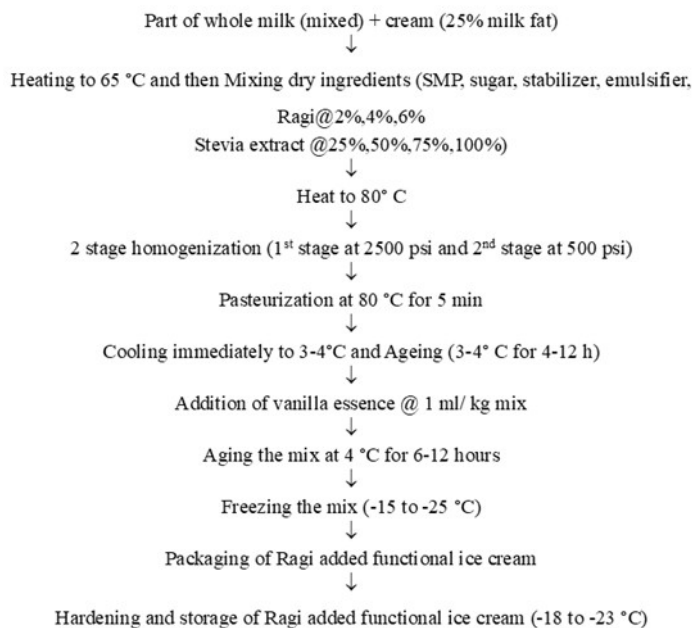 Part of whole milk (mixed) + cream (25% milk fat)
↓
Heating to 65 °C and then Mixing dry ingredients (SMP, sugar, stabilizer, emulsifier,
Ragi@2%,4%,6%
Stevia extract @25%,50%,75%,100%)
↓
Heat to 80° C
↓
2 stage homogenization (1st stage at 2500 psi and 2nd stage at 500 psi)
↓
Pasteurization at 80 °C for 5 min
↓
Cooling immediately to 3-4°C and Ageing (3-4° C for 4-12 h)
↓
Addition of vanilla essence @ 1 ml/ kg mix
↓
Aging the mix at 4 °C for 6-12 hours
↓
Freezing the mix (-15 to -25 °C)
↓
Packaging of Ragi added functional ice cream
↓
Hardening and storage of Ragi added functional ice cream (-18 to -23 °C)